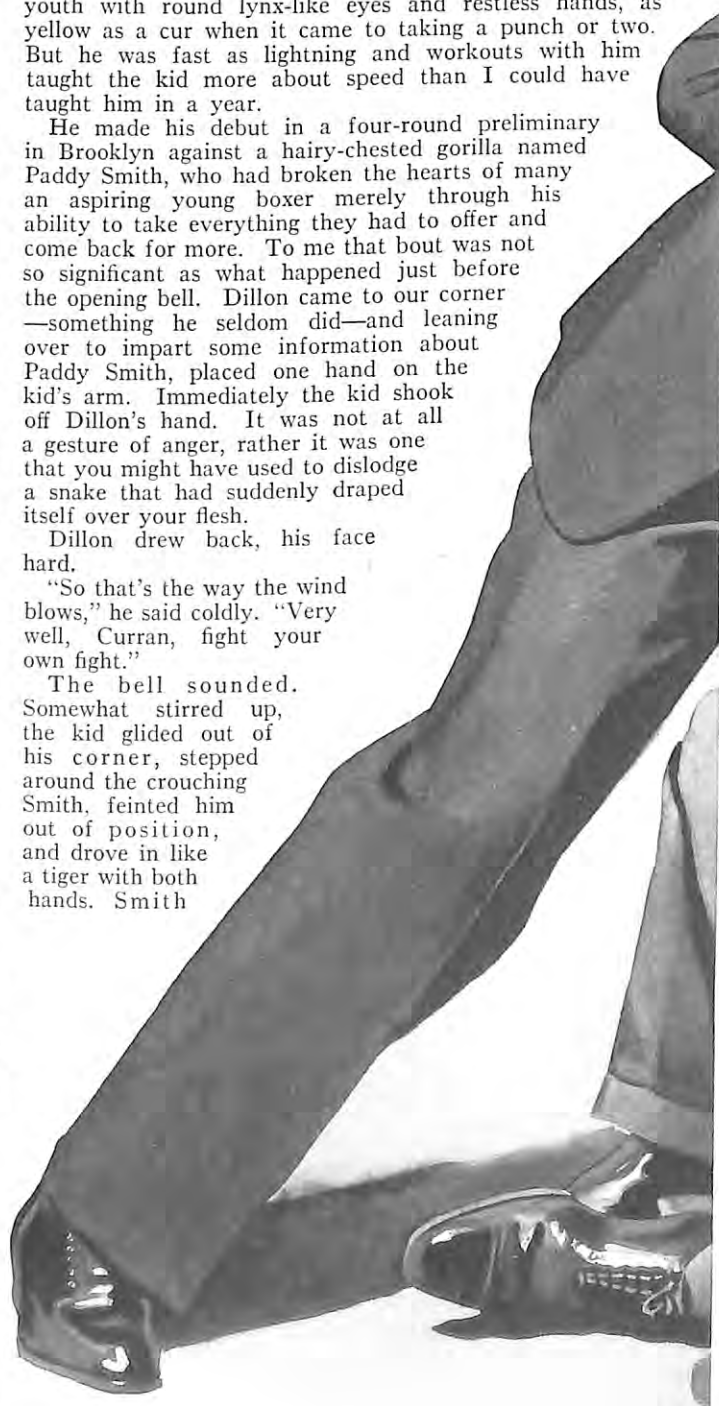 youth with round lynx-like eyes and restless hands, as
yellow as a cur when it came to taking a punch or two.
But he was fast as lightning and workouts with him
taught the kid more about speed than I could have
taught him in a year.
He made his debut in a four-round preliminary
in Brooklyn against a hairy-chested gorilla named
Paddy Smith, who had broken the hearts of many
an aspiring young boxer merely through his
ability to take everything they had to offer and
come back for more. To me that bout was not
so significant as what happened just before
the opening bell. Dillon came to our corner
—something he seldom did—and leaning
over to impart some information about
Paddy Smith, placed one hand on the
kid's arm. Immediately the kid shook
off Dillon's hand. It was not at all
a gesture of anger, rather it was one
that you might have used to dislodge
a snake that had suddenly draped
itself over your flesh.
Dillon drew back, his face
hard.
"So that's the way the wind
blows," he said coldly. "Very
well, Curran, fight your
own fight."
The bell sounded.
Somewhat stirred up,
the kid glided out of
his corner, stepped
around the crouching
Smith, feinted him
out of position,
and drove in like
a tiger with both
hands. Smith